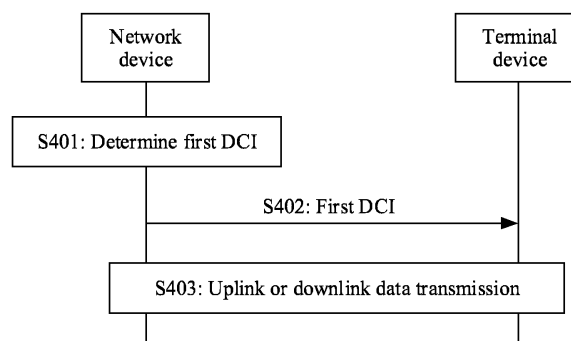 Network
device
Terminal
device
S401: Determine first DCI
S402: First DCI
S403: Uplink or downlink data transmission